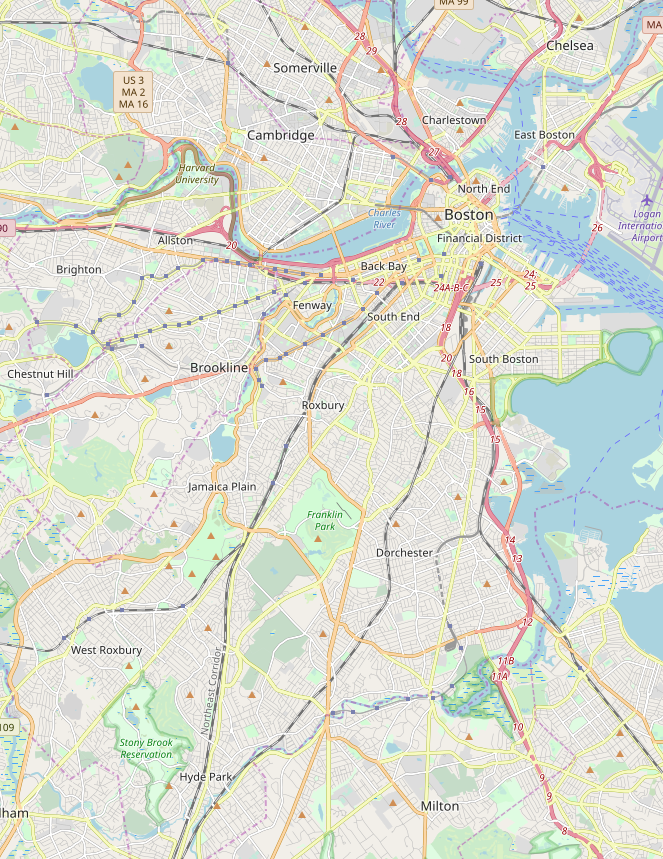 MA 99
MA
28
29
Chelsea
Somerville
US 3
MA 2
MA 16
28
Charlestown
East Boston
Cambridge
27
Harvard
University
North End
Logan
Internatio
Airport
Boston
Charles
River
26
90
Allston
20
Financial District
Brighton
Back Bay
22
24A-B-C
25
24;
25
Fenway
South End
18
Chestnut Hill
Brookline
20
South Boston
18
16
Roxbury
15
15
Jamaica Plain
Franklin
Park
14
Dorchester
13
12
West Roxbury
11B
11A
Northeast Corridor
109
10
Stony Brook
Reservation
Hyde Park
9
9
lham
Milton
8